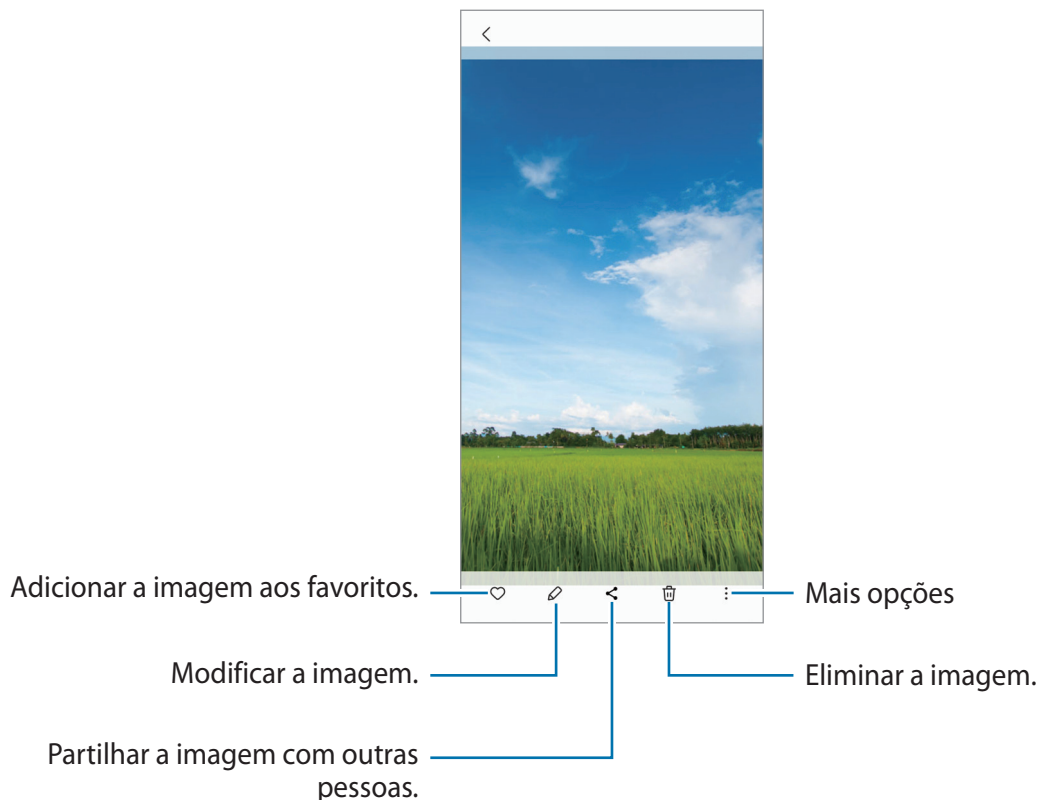 Adicionar a imagem aos favoritos.
Mais opções
Modificar a imagem.
Eliminar a imagem.
Partilhar a imagem com outras
pessoas.